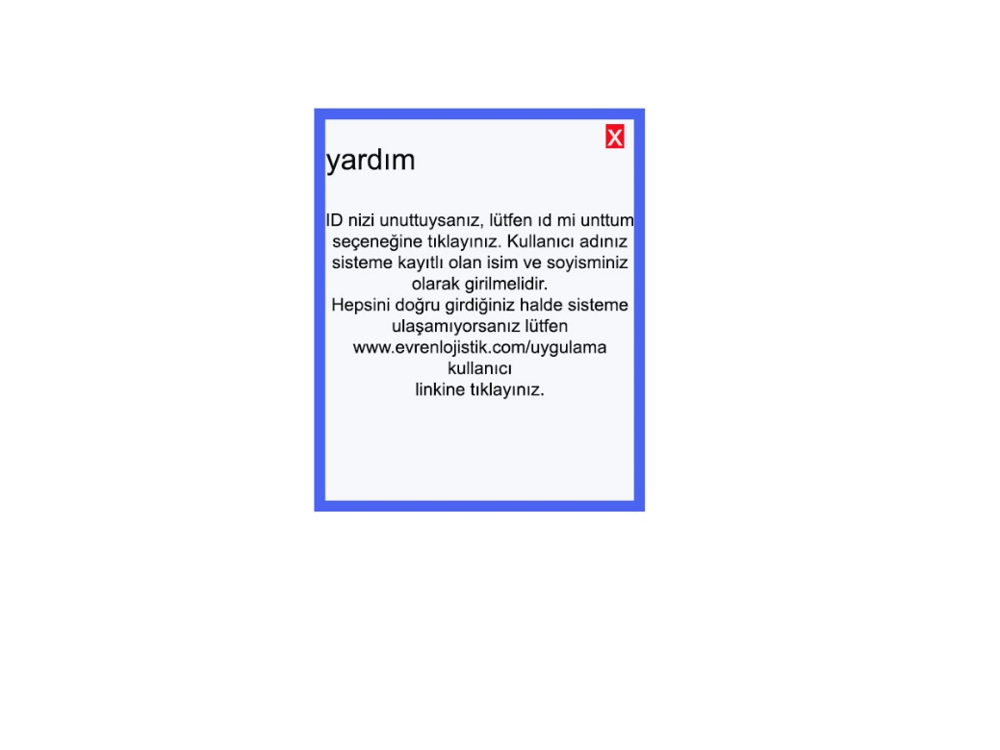 X
yardım
ID nizi unuttuysanız, lütfen ıd mi unttum
seçeneğine tıklayınız. Kullanıcı adınız
sisteme kayıtlı olan isim ve soyisminiz
olarak girilmelidir.
Hepsini doğru girdiğiniz halde sisteme
ulaşamıyorsanız lütfen
www.evrenlojistik.com/uygulama
kullanıcı
linkine tıklayınız.